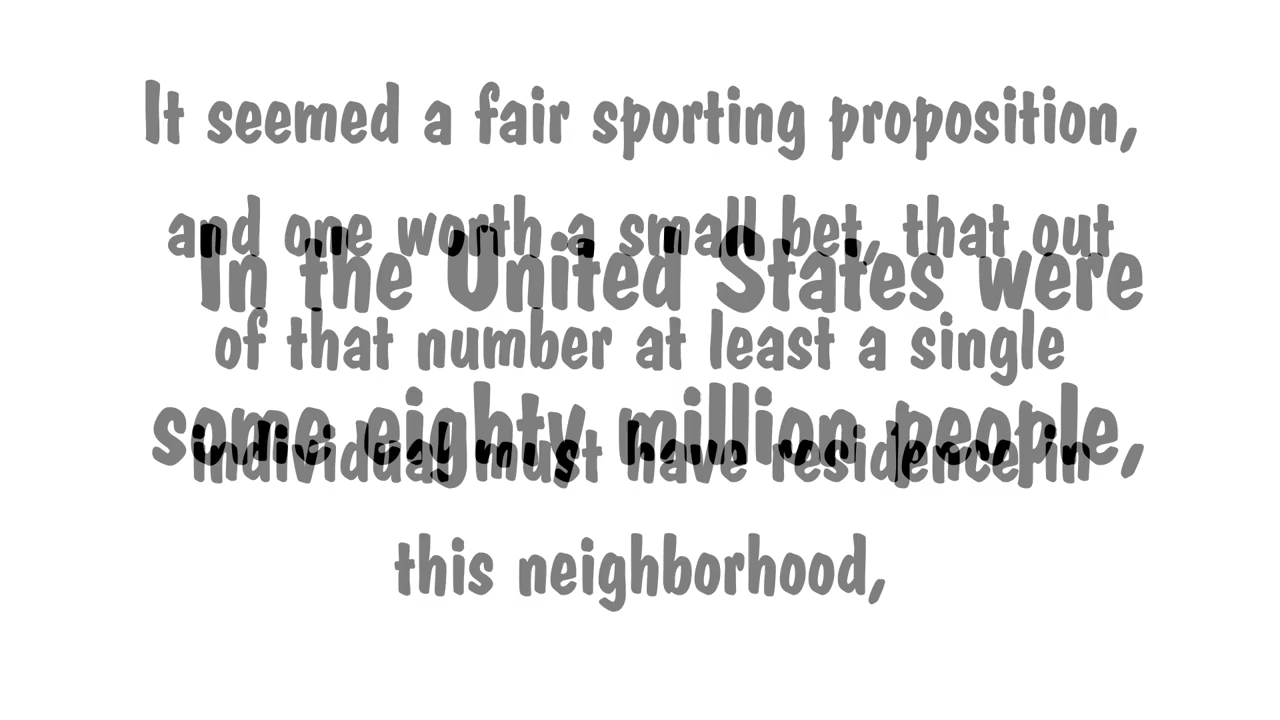 It seemed a fair sporting proposition,
and one worth a small bet, that out
In the United States were
of that number at least a single
some eighty million people,
individual must have residence in
this neighborhood,